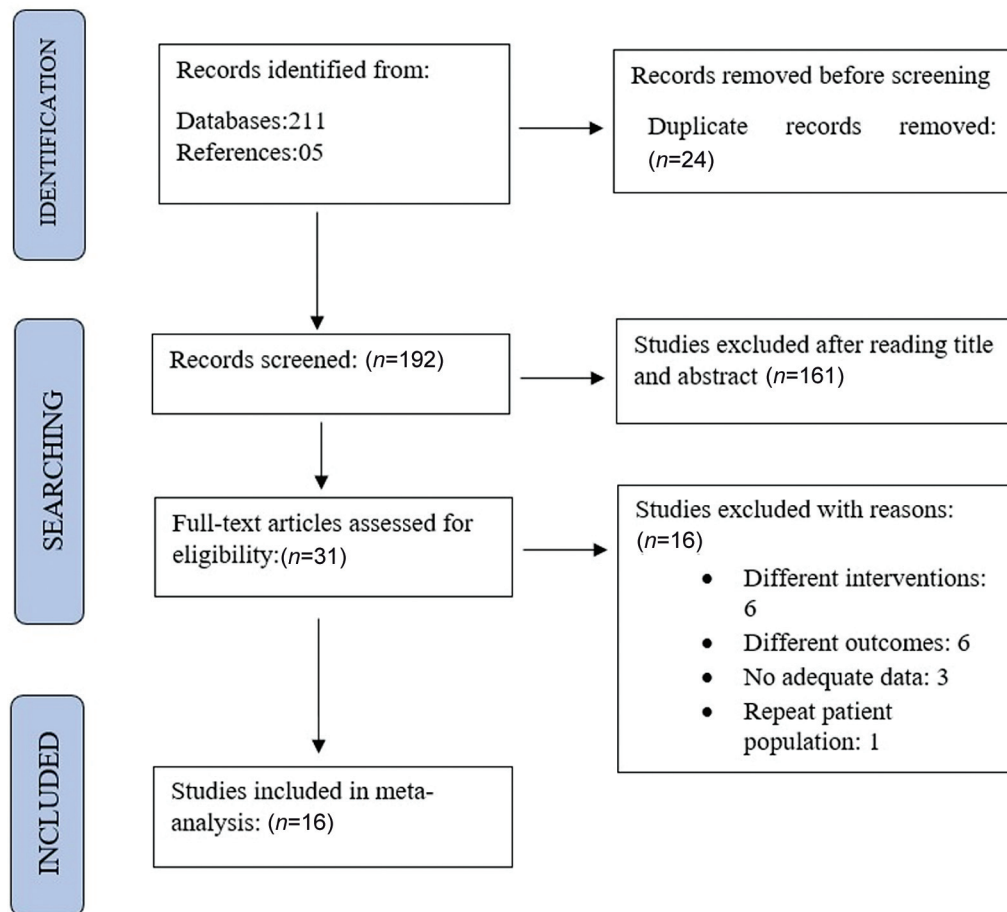 IDENTIFICATION
Records identified from:
Databases:211
References:05
Records removed before screening
Duplicate records removed:
(n=24)
SEARCHING
Records screened: (n=192)
Studies excluded after reading title
and abstract (n=161)
Full-text articles assessed for
eligibility:(n=31)
Studies excluded with reasons:
(n=16)
• Different interventions:
6
• Different outcomes: 6
• No adequate data: 3
• Repeat patient
population: 1
INCLUDED
Studies included in meta-
analysis: (n=16)